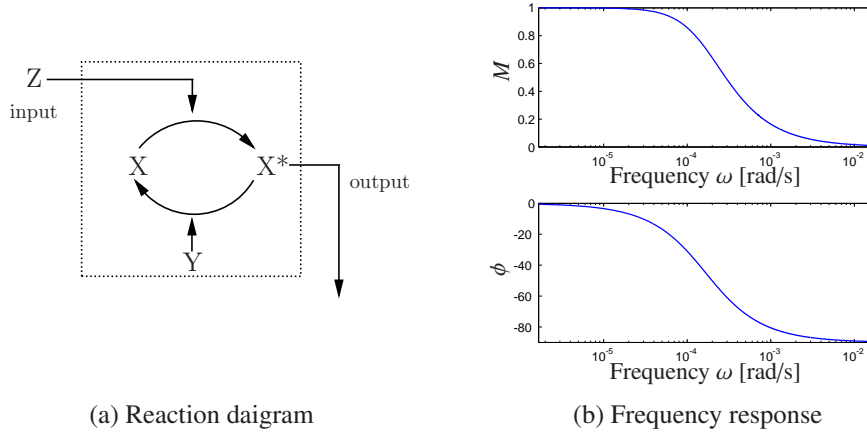 Z
input
X
X*
output
Y
(a) Reaction daigram
1
0.8
0.6
0.4
0.2
0
M
10-5
10-4
10-3
10-2
Frequency ω [rad/s]
0
-20
-40
-60
-80
ϕ
10-5
10-4
10-3
10-2
Frequency ω [rad/s]
(b) Frequency response